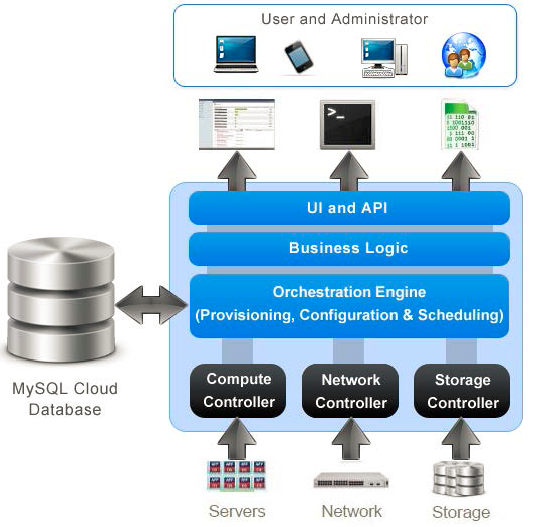 User and Administrator
>_
UI and API
Business Logic
Orchestration Engine
(Provisioning, Configuration & Scheduling)
MySQL Cloud
Database
Compute
Controller
Network
Controller
Storage
Controller
Servers
Network
Storage